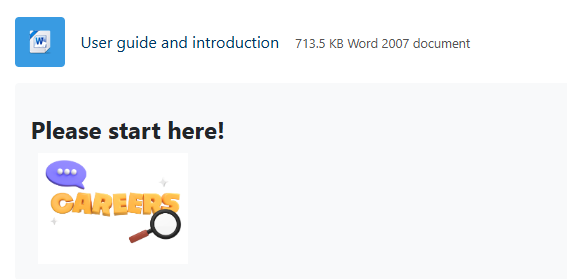 User guide and introduction 713.5 KB Word 2007 document
Please start here!
CAREERS